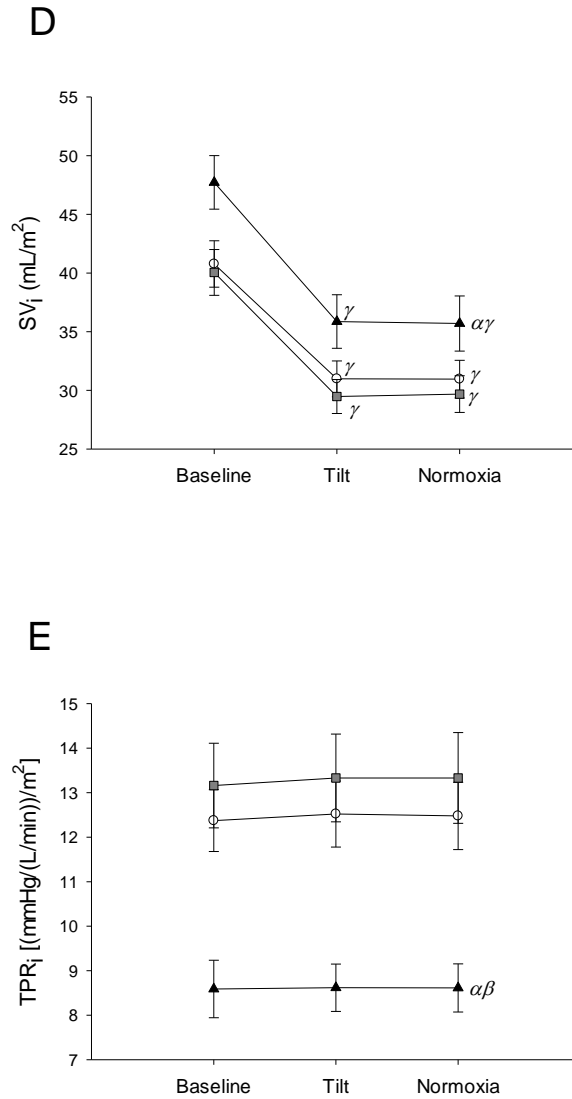 D
55
50
45
40
35
30
25
SVi (mL/m²)
γ
γ
γ
αγ
γ
γ
Baseline Tilt Normoxia
E
15
14
13
12
11
10
9
8
7
TPRi [(mmHg/(L/min))/m²]
αβ
Baseline Tilt Normoxia